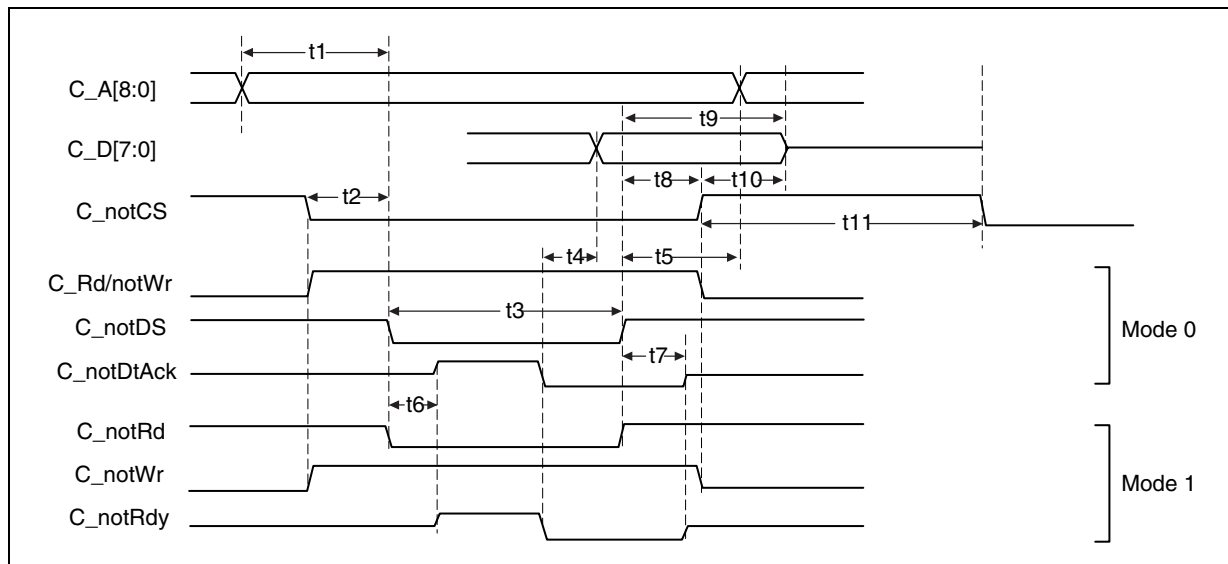 t1
C_A[8:0]
t9
C_D[7:0]
t8
t10
t2
C_notCS
t11
t4
t5
C_Rd/notWr
t3
C_notDS
Mode 0
t7
C_notDtAck
t6
C_notRd
C_notWr
Mode 1
C_notRdy